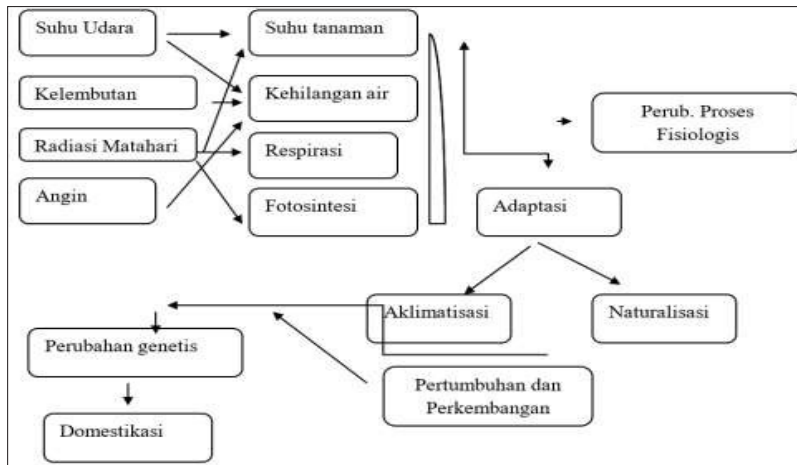 Suhu Udara
Suhu tanaman
Kelembutan
Kehilangan air
Perub. Proses
Fisiologis
Radiasi Matahari
Respirasi
Angin
Fotosintesi
Adaptasi
Aklimatisasi
Naturalisasi
Perubahan genetis
Pertumbuhan dan
Perkembangan
Domestikasi